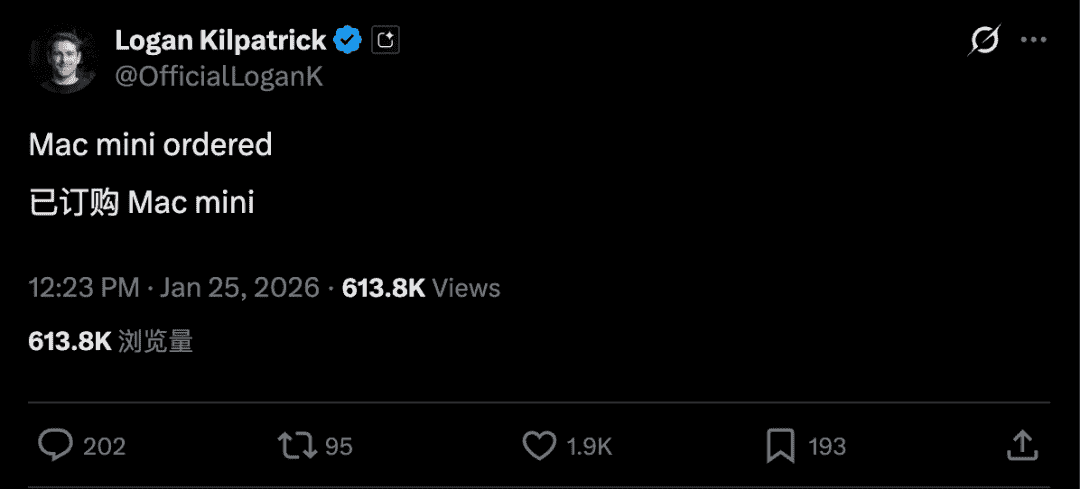 Logan Kilpatrick
@OfficialLoganK
Mac mini ordered
已订购 Mac mini
12:23 PM · Jan 25, 2026 · 613.8K Views
613.8K 浏览量
202 95 1.9K 193